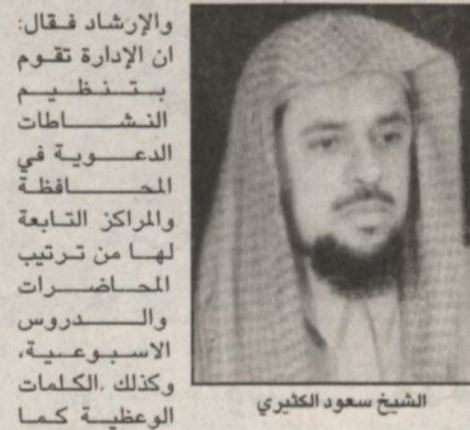 والإرشاد فقال:
ان الإدارة تقوم
بتنظيم
النشاطات
الدعوية في
المحافظة
والمراكز التابعة
لها من ترتيب
المحاضرات
والدروس
الاسبوعية،
وكذلك .الكلمات
الوعظية كما
الشيخ سعود الكثيري